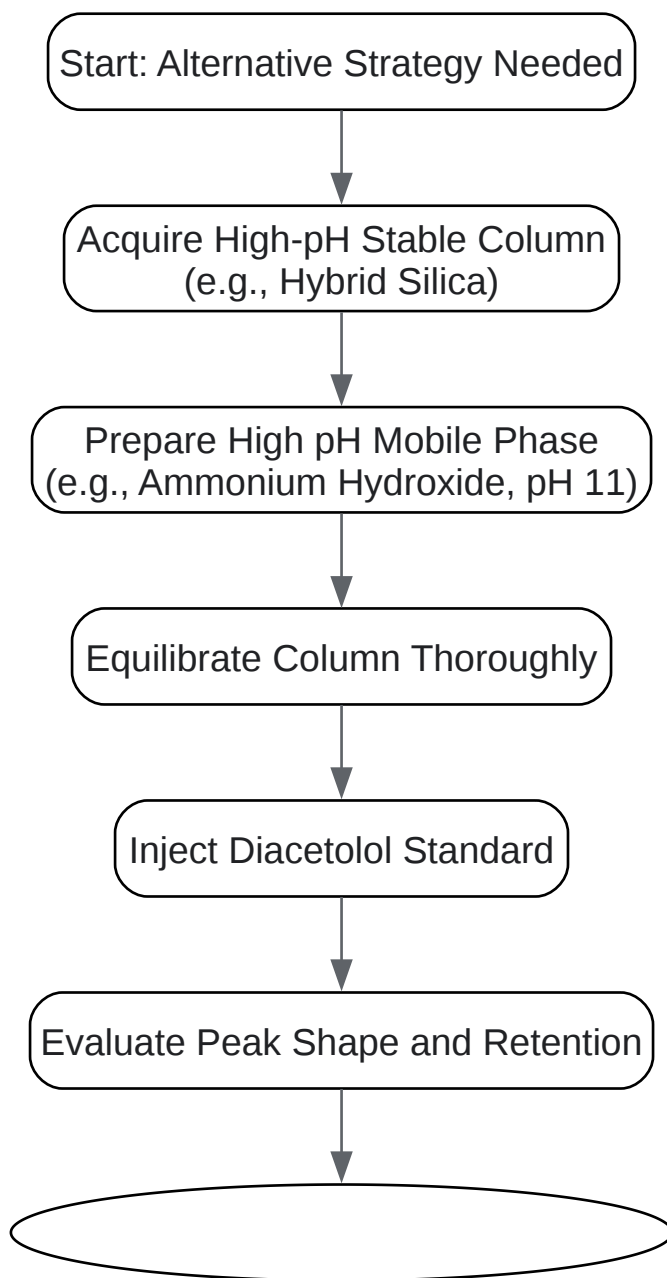 Start: Alternative Strategy Needed
Acquire High-pH Stable Column
(e.g., Hybrid Silica)
Prepare High pH Mobile Phase
(e.g., Ammonium Hydroxide, pH 11)
Equilibrate Column Thoroughly
Inject Diacetolol Standard
Evaluate Peak Shape and Retention